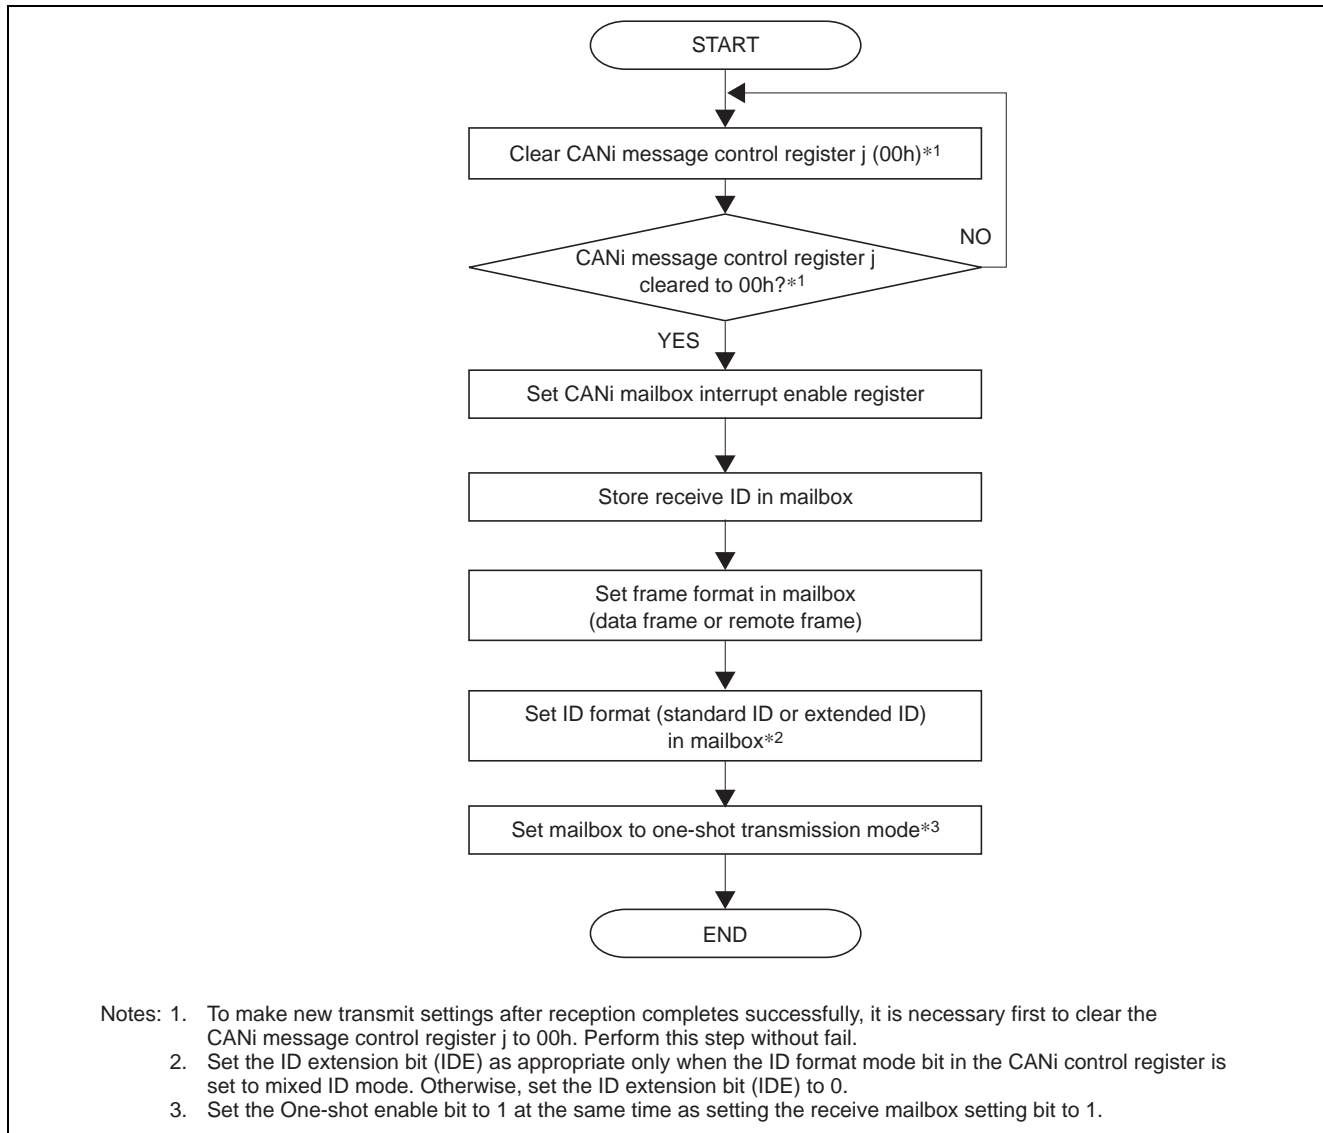 START
Clear CANi message control register j (00h)*1
CANi message control register j
cleared to 00h?*1
NO
YES
Set CANi mailbox interrupt enable register
Store receive ID in mailbox
Set frame format in mailbox
(data frame or remote frame)
Set ID format (standard ID or extended ID)
in mailbox*2
Set mailbox to one-shot transmission mode*3
END
Notes: 1. To make new transmit settings after reception completes successfully, it is necessary first to clear the
CANi message control register j to 00h. Perform this step without fail.
2. Set the ID extension bit (IDE) as appropriate only when the ID format mode bit in the CANi control register is
set to mixed ID mode. Otherwise, set the ID extension bit (IDE) to 0.
3. Set the One-shot enable bit to 1 at the same time as setting the receive mailbox setting bit to 1.